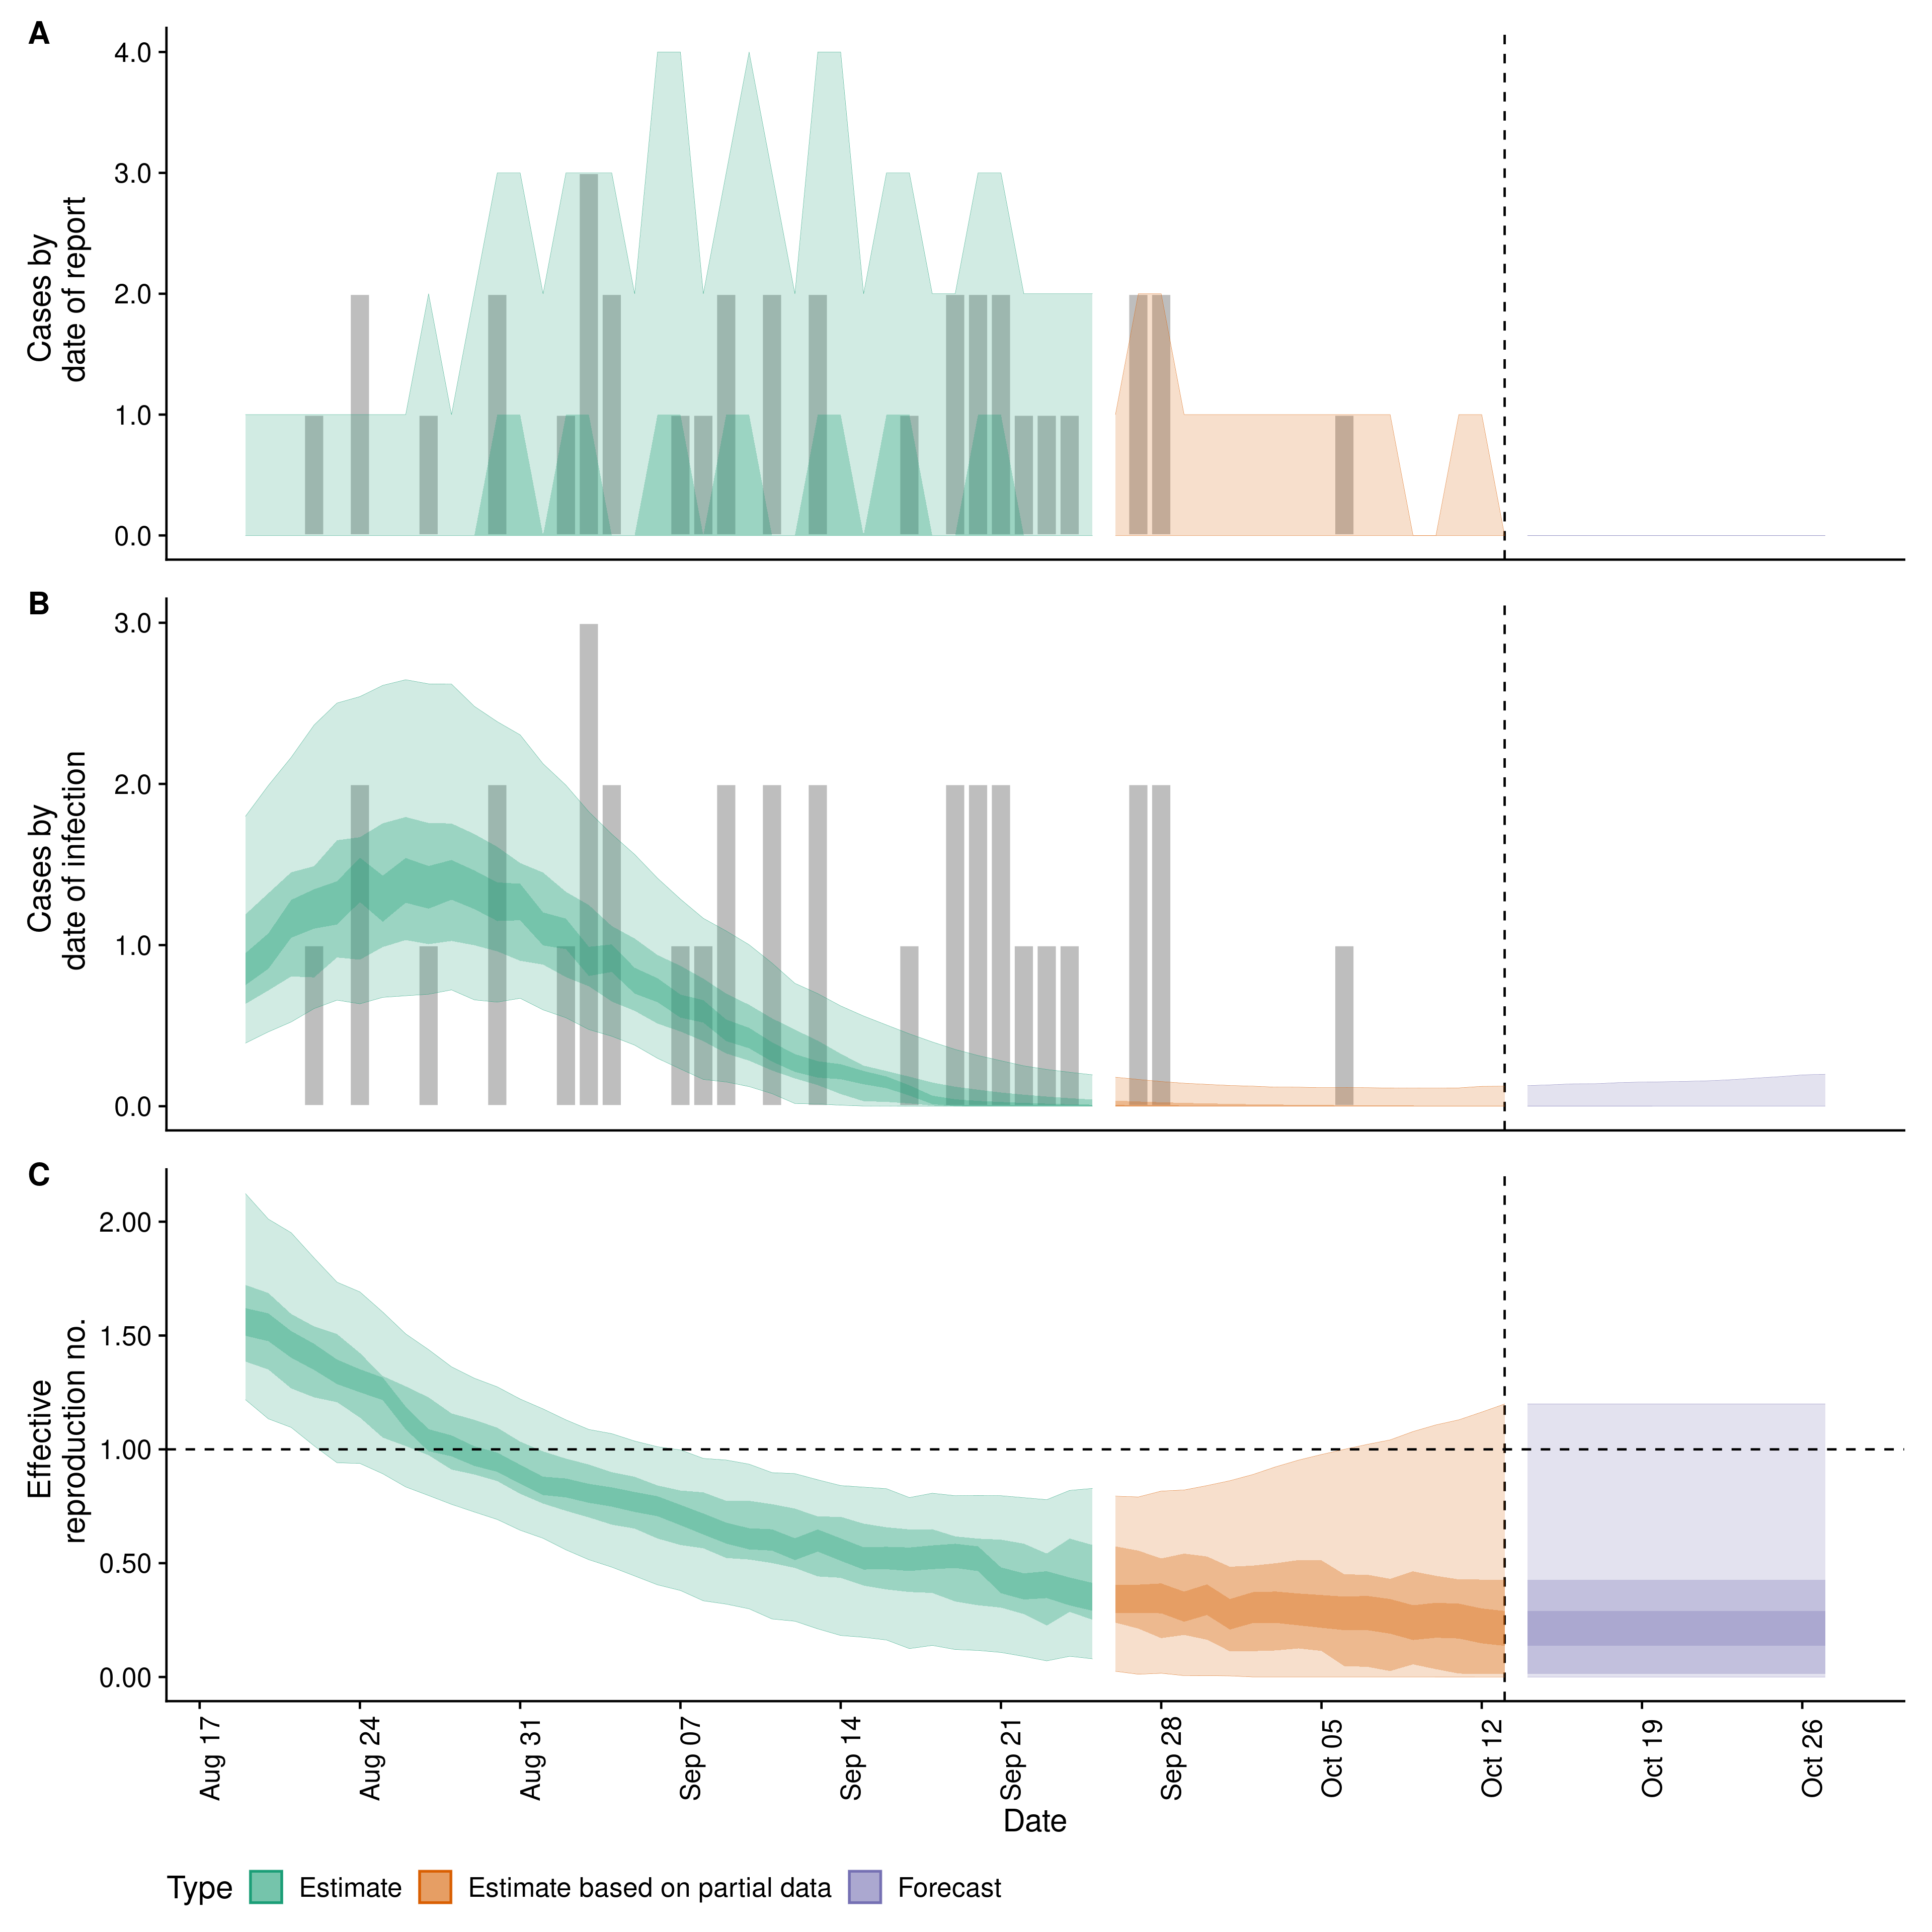 A
4.0
3.0
2.0
1.0
0.0
Cases by
date of report
B
3.0
2.0
1.0
0.0
Cases by
date of infection
C
2.00
1.50
1.00
0.50
0.00
Effective
reproduction no.
Aug 17
Aug 24
Aug 31
Sep 07
Sep 14
Sep 21
Sep 28
Oct 05
Oct 12
Oct 19
Oct 26
Date
Type Estimate Estimate based on partial data Forecast